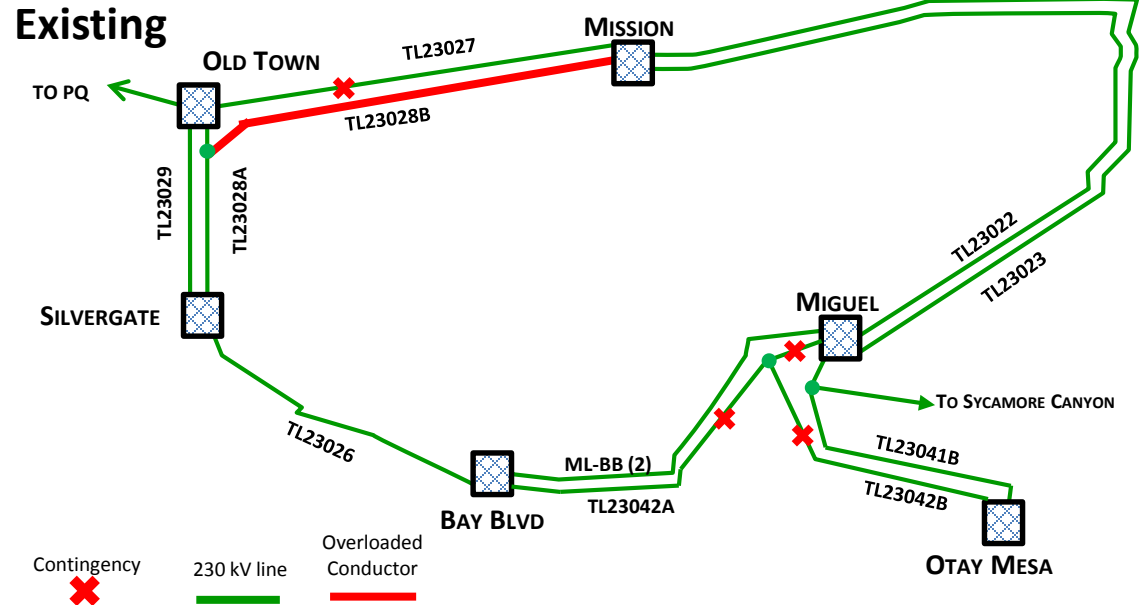 Existing
MISSION
TL23027
OLD TOWN
TO PQ
TL23028B
TL23029
TL23028A
TL23022
TL23023
MIGUEL
SILVERGATE
TO SYCAMORE CANYON
TL23026
TL23041B
ML-BB (2)
TL23042B
TL23042A
BAY BLVD
OTAY MESA
Contingency
230 kV line
Overloaded
Conductor